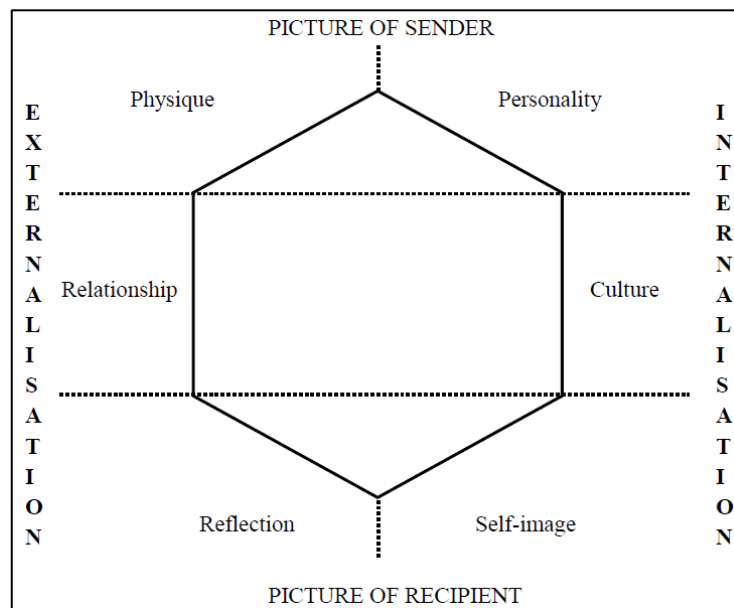 PICTURE OF SENDER
Physique
Personality
EXTERNALISATION
INTERNALISATION
Relationship
Culture
Reflection
Self-image
PICTURE OF RECIPIENT